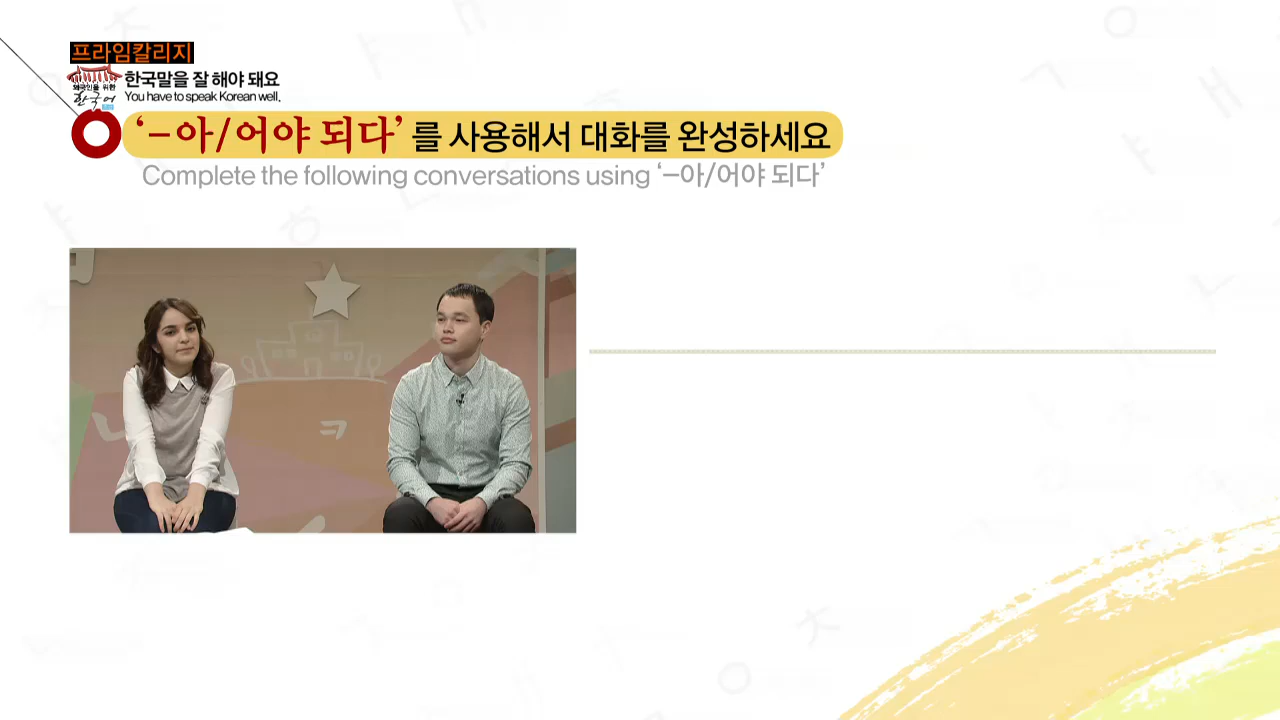 프라임칼리지
외국인을 위한
한국어
한국말을 잘 해야 돼요
You have to speak Korean well.
‘-아/어야 되다’ 를 사용해서 대화를 완성하세요
Complete the following conversations using ‘-아/어야 되다’
ㅋ